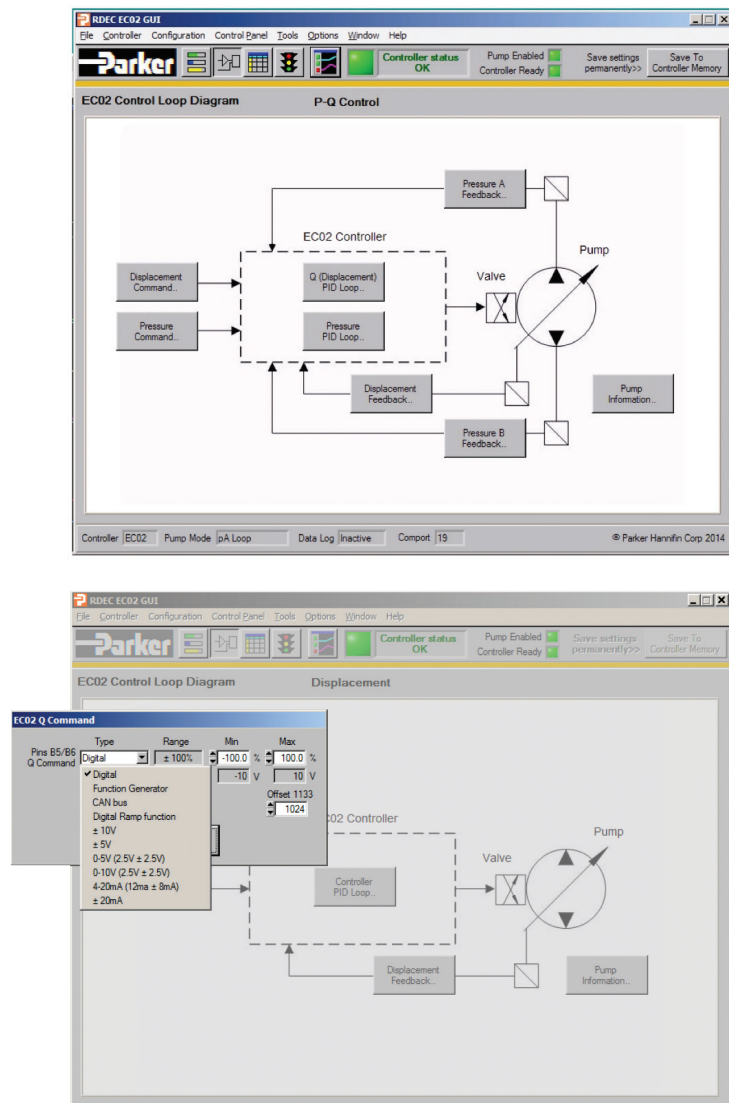 RDEC EC02 GUI
File Controller Configuration Control Panel Tools Options Window Help
Parker
Controller status
OK
Pump Enabled
Controller Ready
Save settings
permanently>>
Save To
Controller Memory
EC02 Control Loop Diagram
P-Q Control
Pressure A
Feedback..
EC02 Controller
Pump
Displacement
Command..
Q (Displacement)
PID Loop..
Valve
Pressure
Command..
Pressure
PID Loop..
Displacement
Feedback..
Pump
Information..
Pressure B
Feedback..
Controller EC02 Pump Mode pA Loop Data Log Inactive Comport 19 © Parker Hannifin Corp 2014
RDEC EC02 GUI
File Controller Configuration Control Panel Tools Options Window Help
Parker
Controller status
OK
Pump Enabled
Controller Ready
Save settings
permanently>>
Save To
Controller Memory
EC02 Control Loop Diagram
Displacement
EC02 Q Command
Type Range Min Max
Pins B5/B6
Q Command
Digital ± 100% -100.0 % 100.0 %
-10 V 10 V
Offset 1133
1024
Digital
Function Generator
CAN bus
Digital Ramp function
± 10V
± 5V
0-5V (2.5V ± 2.5V)
0-10V (2.5V ± 2.5V)
4-20mA (12ma ± 8mA)
± 20mA
C02 Controller
Pump
Valve
Controller
PID Loop..
Displacement
Feedback..
Pump
Information..